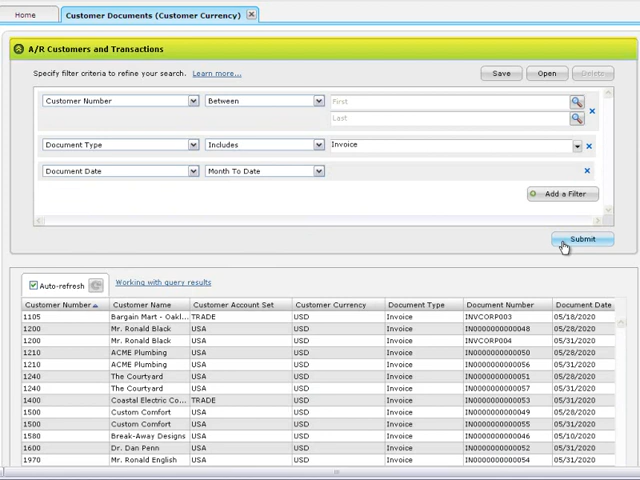 Home
Customer Documents (Customer Currency)
A/R Customers and Transactions
Specify filter criteria to refine your search. Learn more... Save Open Delete
Customer Number Between First
Last
Document Type Includes Invoice
Document Date Month To Date
Add a Filter
Submit
Auto-refresh Working with query results
Customer Number Customer Name Customer Account Set Customer Currency Document Type Document Number Document Date
1105 Bargain Mart - Oakl... TRADE USD Invoice INVCORP003 05/18/2020
1200 Mr. Ronald Black USA USD Invoice IN0000000000048 05/28/2020
1200 Mr. Ronald Black USA USD Invoice INVCORP004 05/31/2020
1210 ACME Plumbing USA USD Invoice IN0000000000050 05/28/2020
1210 ACME Plumbing USA USD Invoice IN0000000000056 05/31/2020
1240 The Courtyard USA USD Invoice IN0000000000051 05/28/2020
1240 The Courtyard USA USD Invoice IN0000000000057 05/31/2020
1400 Coastal Electric Co... TRADE USD Invoice IN0000000000053 05/31/2020
1500 Custom Comfort USA USD Invoice IN0000000000049 05/28/2020
1500 Custom Comfort USA USD Invoice IN0000000000055 05/31/2020
1580 Break-Away Designs USA USD Invoice IN0000000000046 05/10/2020
1600 Dr. Dan Penn USA USD Invoice IN0000000000052 05/31/2020
1970 Mr. Ronald English USA USD Invoice IN0000000000054 05/31/2020